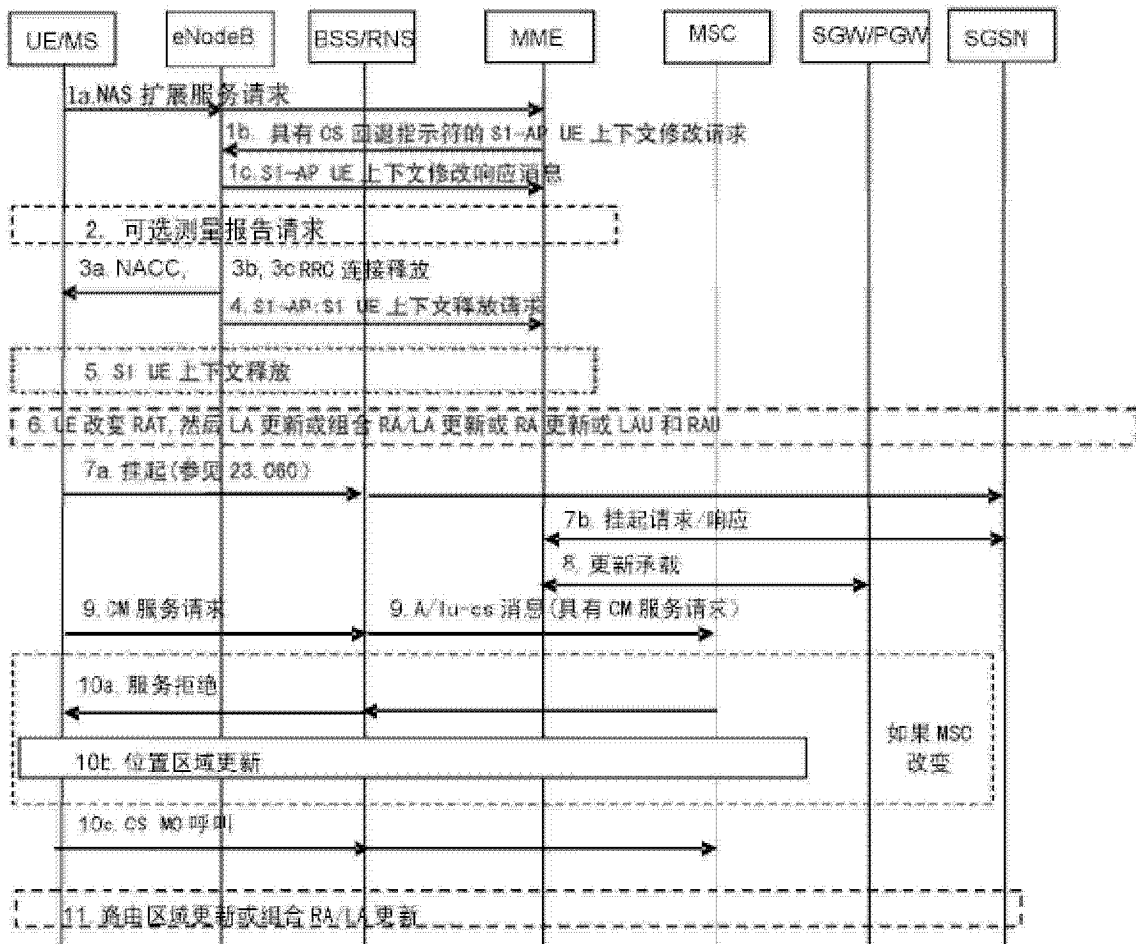 UE/MS
eNodeB
BSS/RNS
MME
MSC
SGW/PGW
SGSN
1a.NAS 扩展服务请求
1b. 具有 CS 回退指示符的 S1-AP UE 上下文修改请求
1c.S1-AP UE 上下文修改响应消息
2. 可选测量报告请求
3a. NACC,
3b, 3c RRC 连接释放
4. S1-AP:S1 UE 上下文释放请求
5. S1 UE 上下文释放
6. UE 改变 RAT, 然后 LA 更新或组合 RA/LA 更新或 RA 更新或 LAU 和 RAU
7a. 挂起(参见 23.060)
7b. 挂起请求/响应
8. 更新承载
9. CM 服务请求
9. A/Iu-cs 消息(具有 CM 服务请求)
10a. 服务拒绝
如果 MSC
改变
10b. 位置区域更新
10c. CS MO 呼叫
11. 路由区域更新或组合 RA/LA 更新